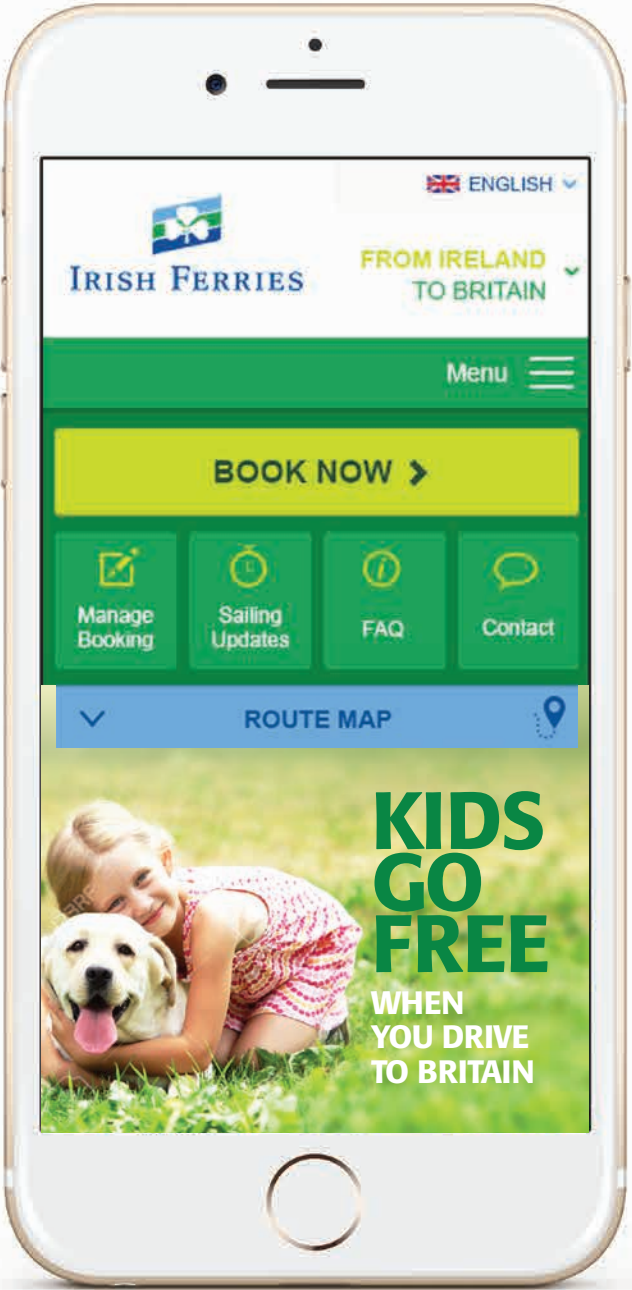 ENGLISH
IRISH FERRIES
FROM IRELAND
TO BRITAIN
Menu
BOOK NOW
Manage
Booking
Sailing
Updates
FAQ
Contact
ROUTE MAP
KIDS
GO
FREE
WHEN
YOU DRIVE
TO BRITAIN